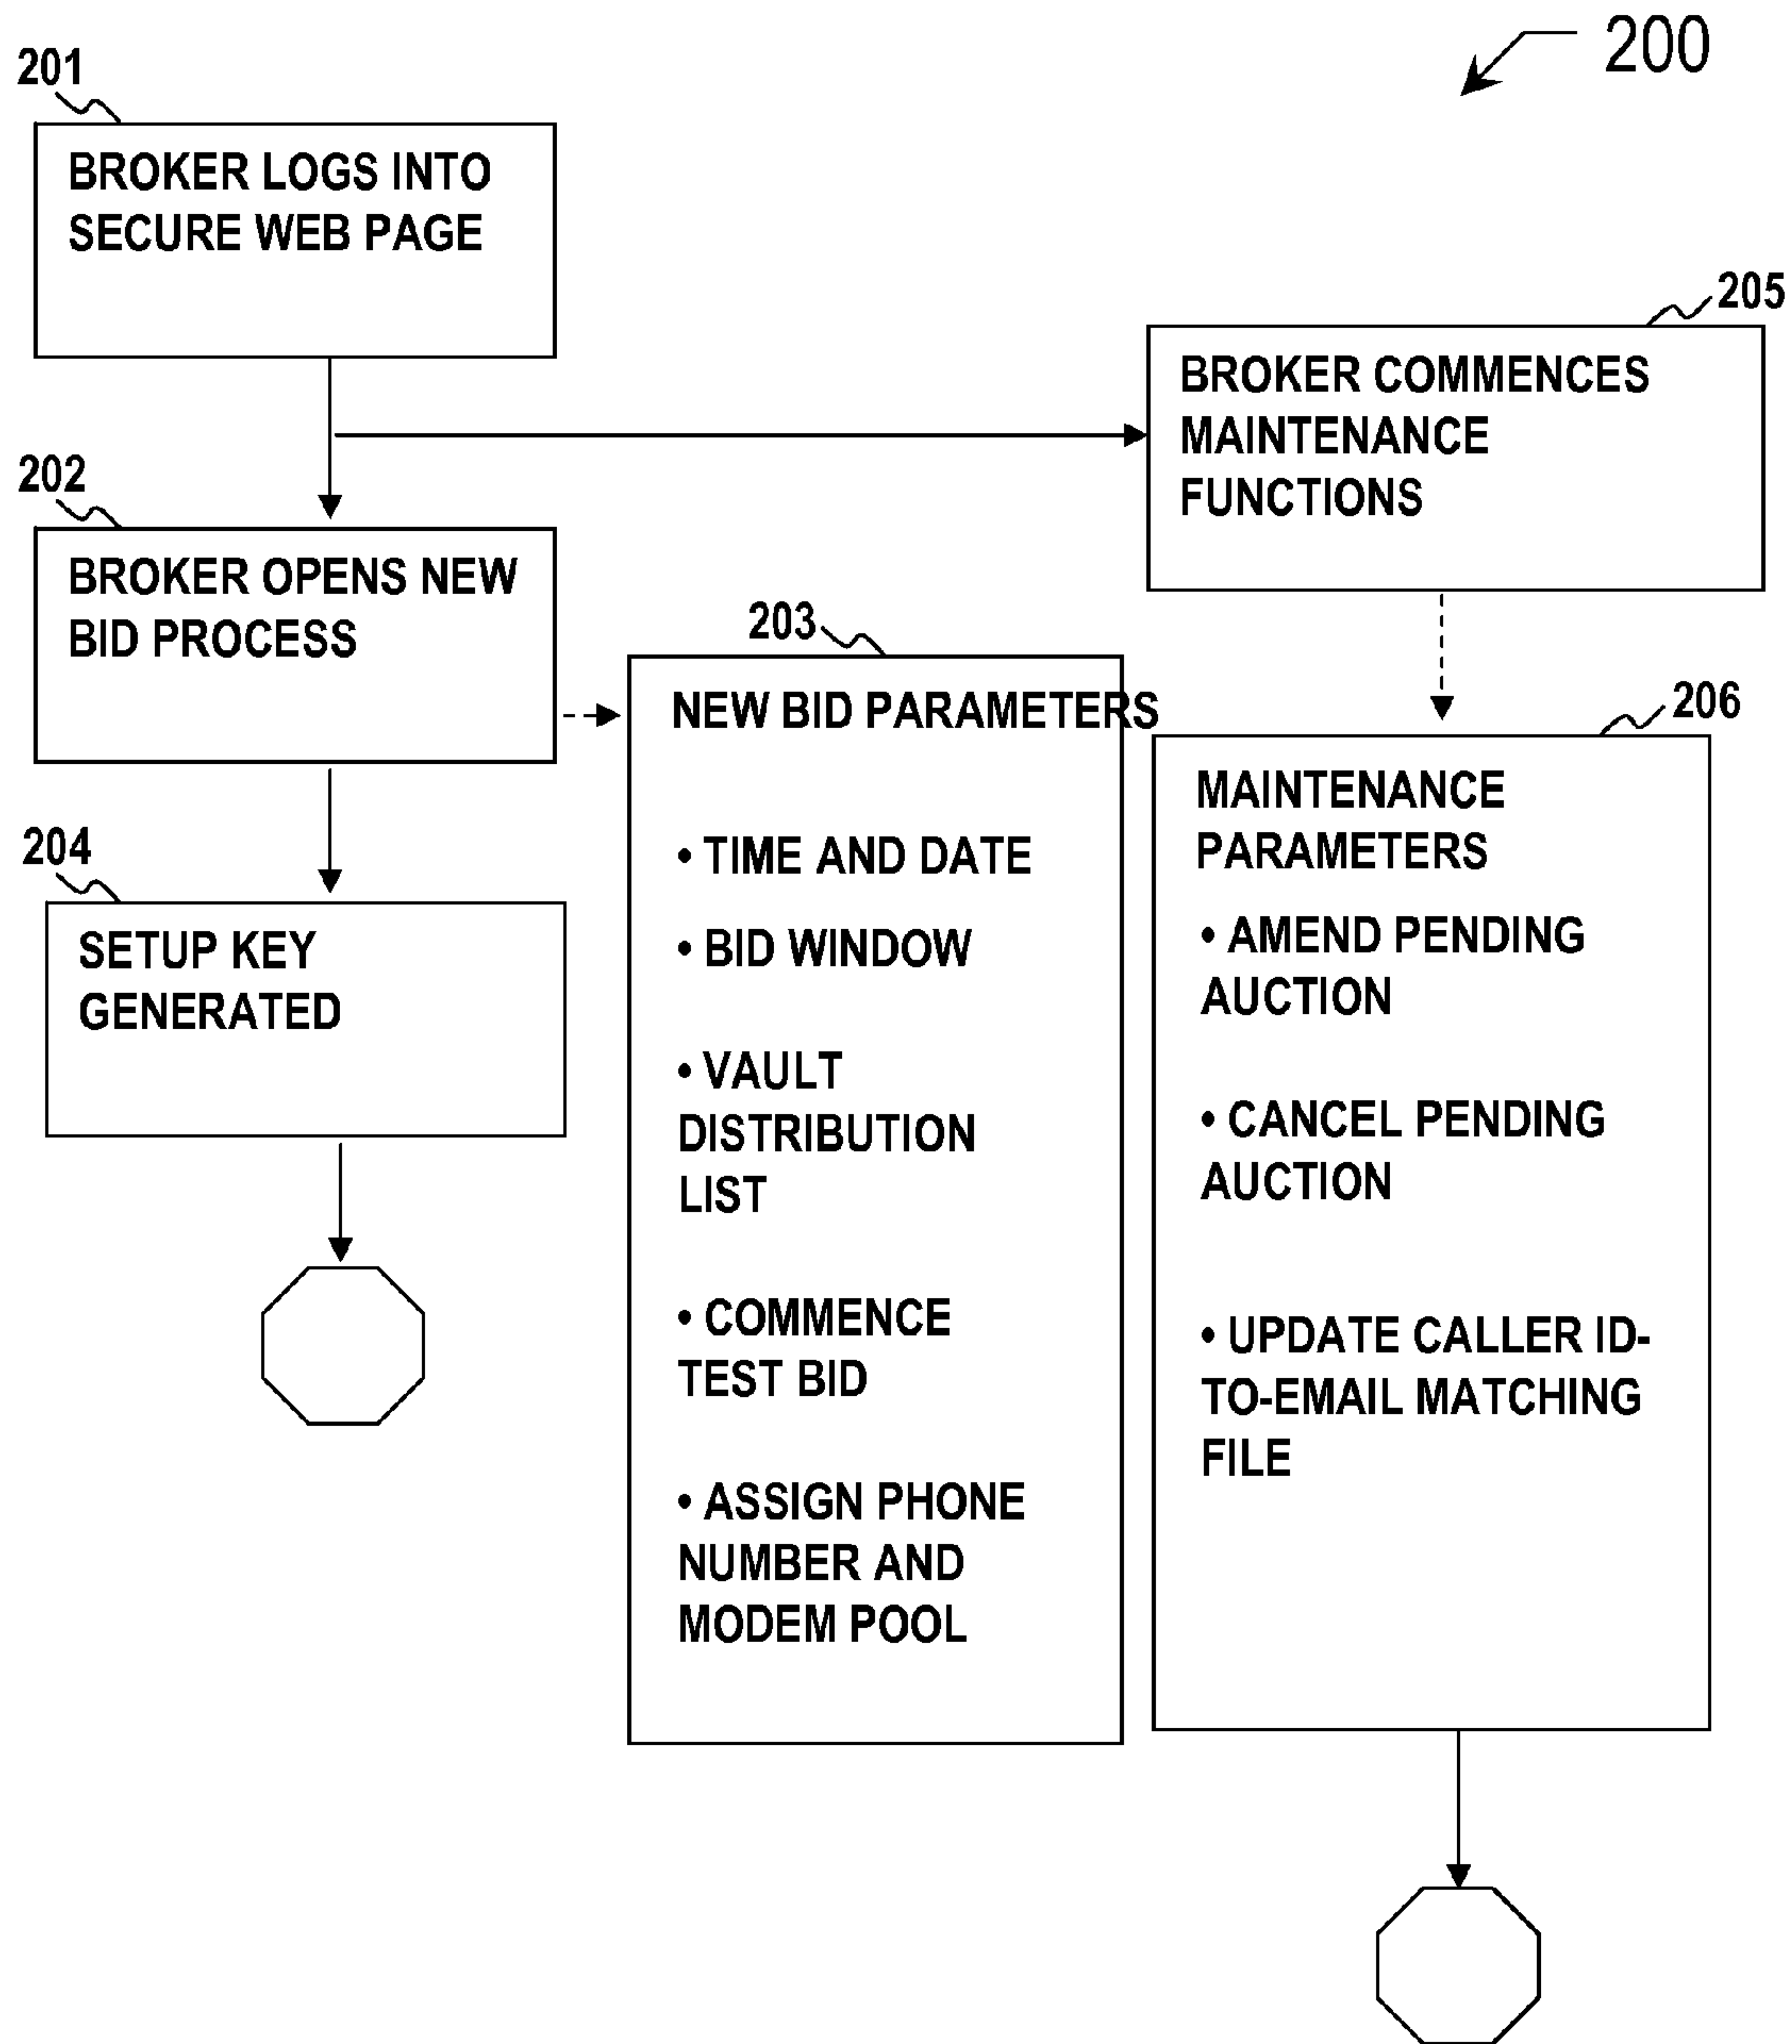 200
201
BROKER LOGS INTO
SECURE WEB PAGE
205
BROKER COMMENCES
MAINTENANCE
FUNCTIONS
202
BROKER OPENS NEW
BID PROCESS
203
NEW BID PARAMETERS
• TIME AND DATE
• BID WINDOW
• VAULT
DISTRIBUTION
LIST
• COMMENCE
TEST BID
• ASSIGN PHONE
NUMBER AND
MODEM POOL
206
MAINTENANCE
PARAMETERS
• AMEND PENDING
AUCTION
• CANCEL PENDING
AUCTION
• UPDATE CALLER ID-
TO-EMAIL MATCHING
FILE
204
SETUP KEY
GENERATED